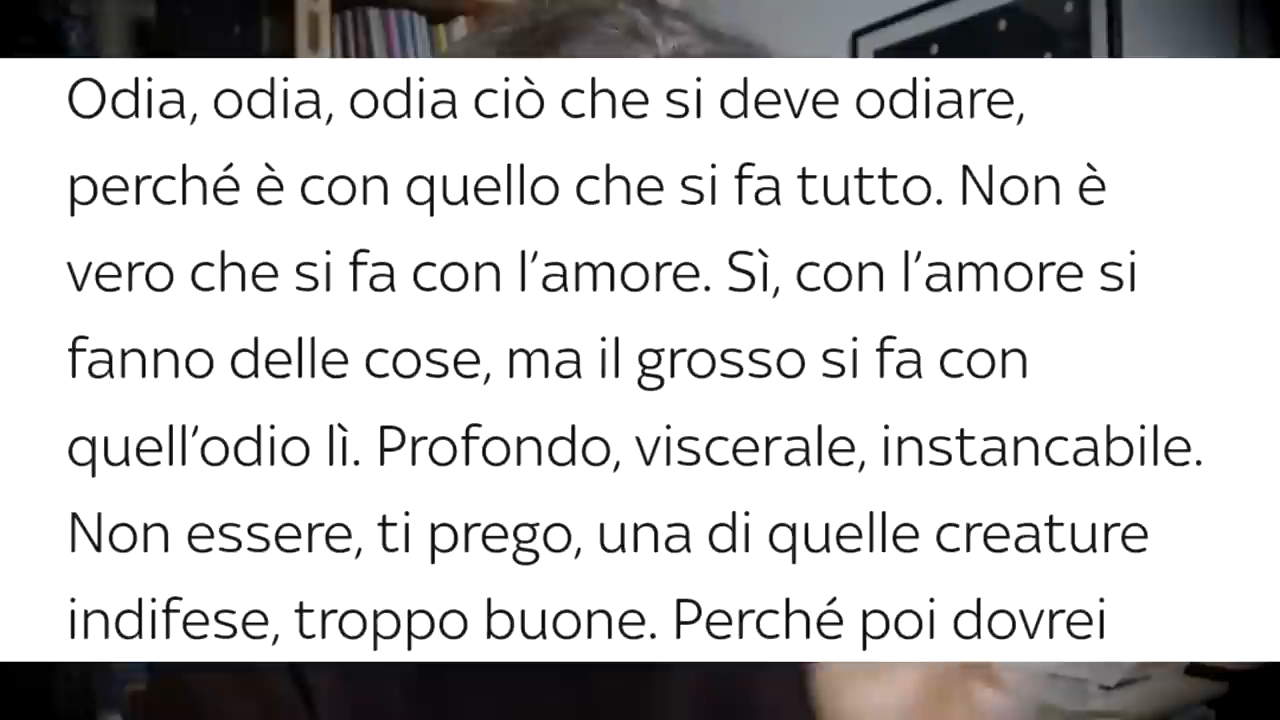 Odia, odia, odia ciò che si deve odiare,
perché è con quello che si fa tutto. Non è
vero che si fa con l’amore. Sì, con l’amore si
fanno delle cose, ma il grosso si fa con
quell’odio lì. Profondo, viscerale, instancabile.
Non essere, ti prego, una di quelle creature
indifese, troppo buone. Perché poi dovrei